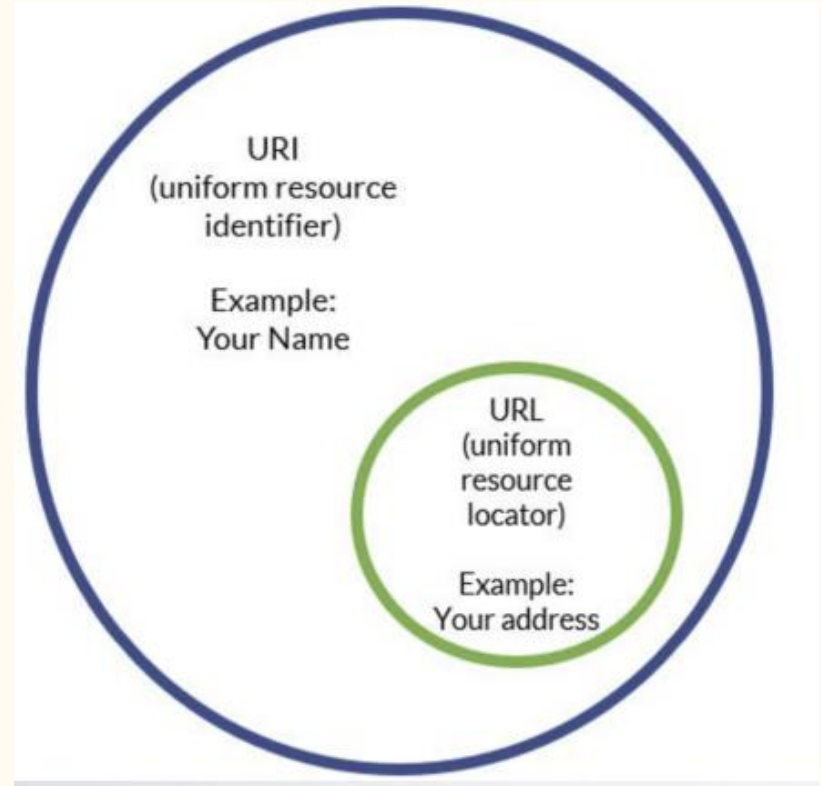 URI
(uniform resource
identifier)
Example:
Your Name
URL
(uniform
resource
locator)
Example:
Your address